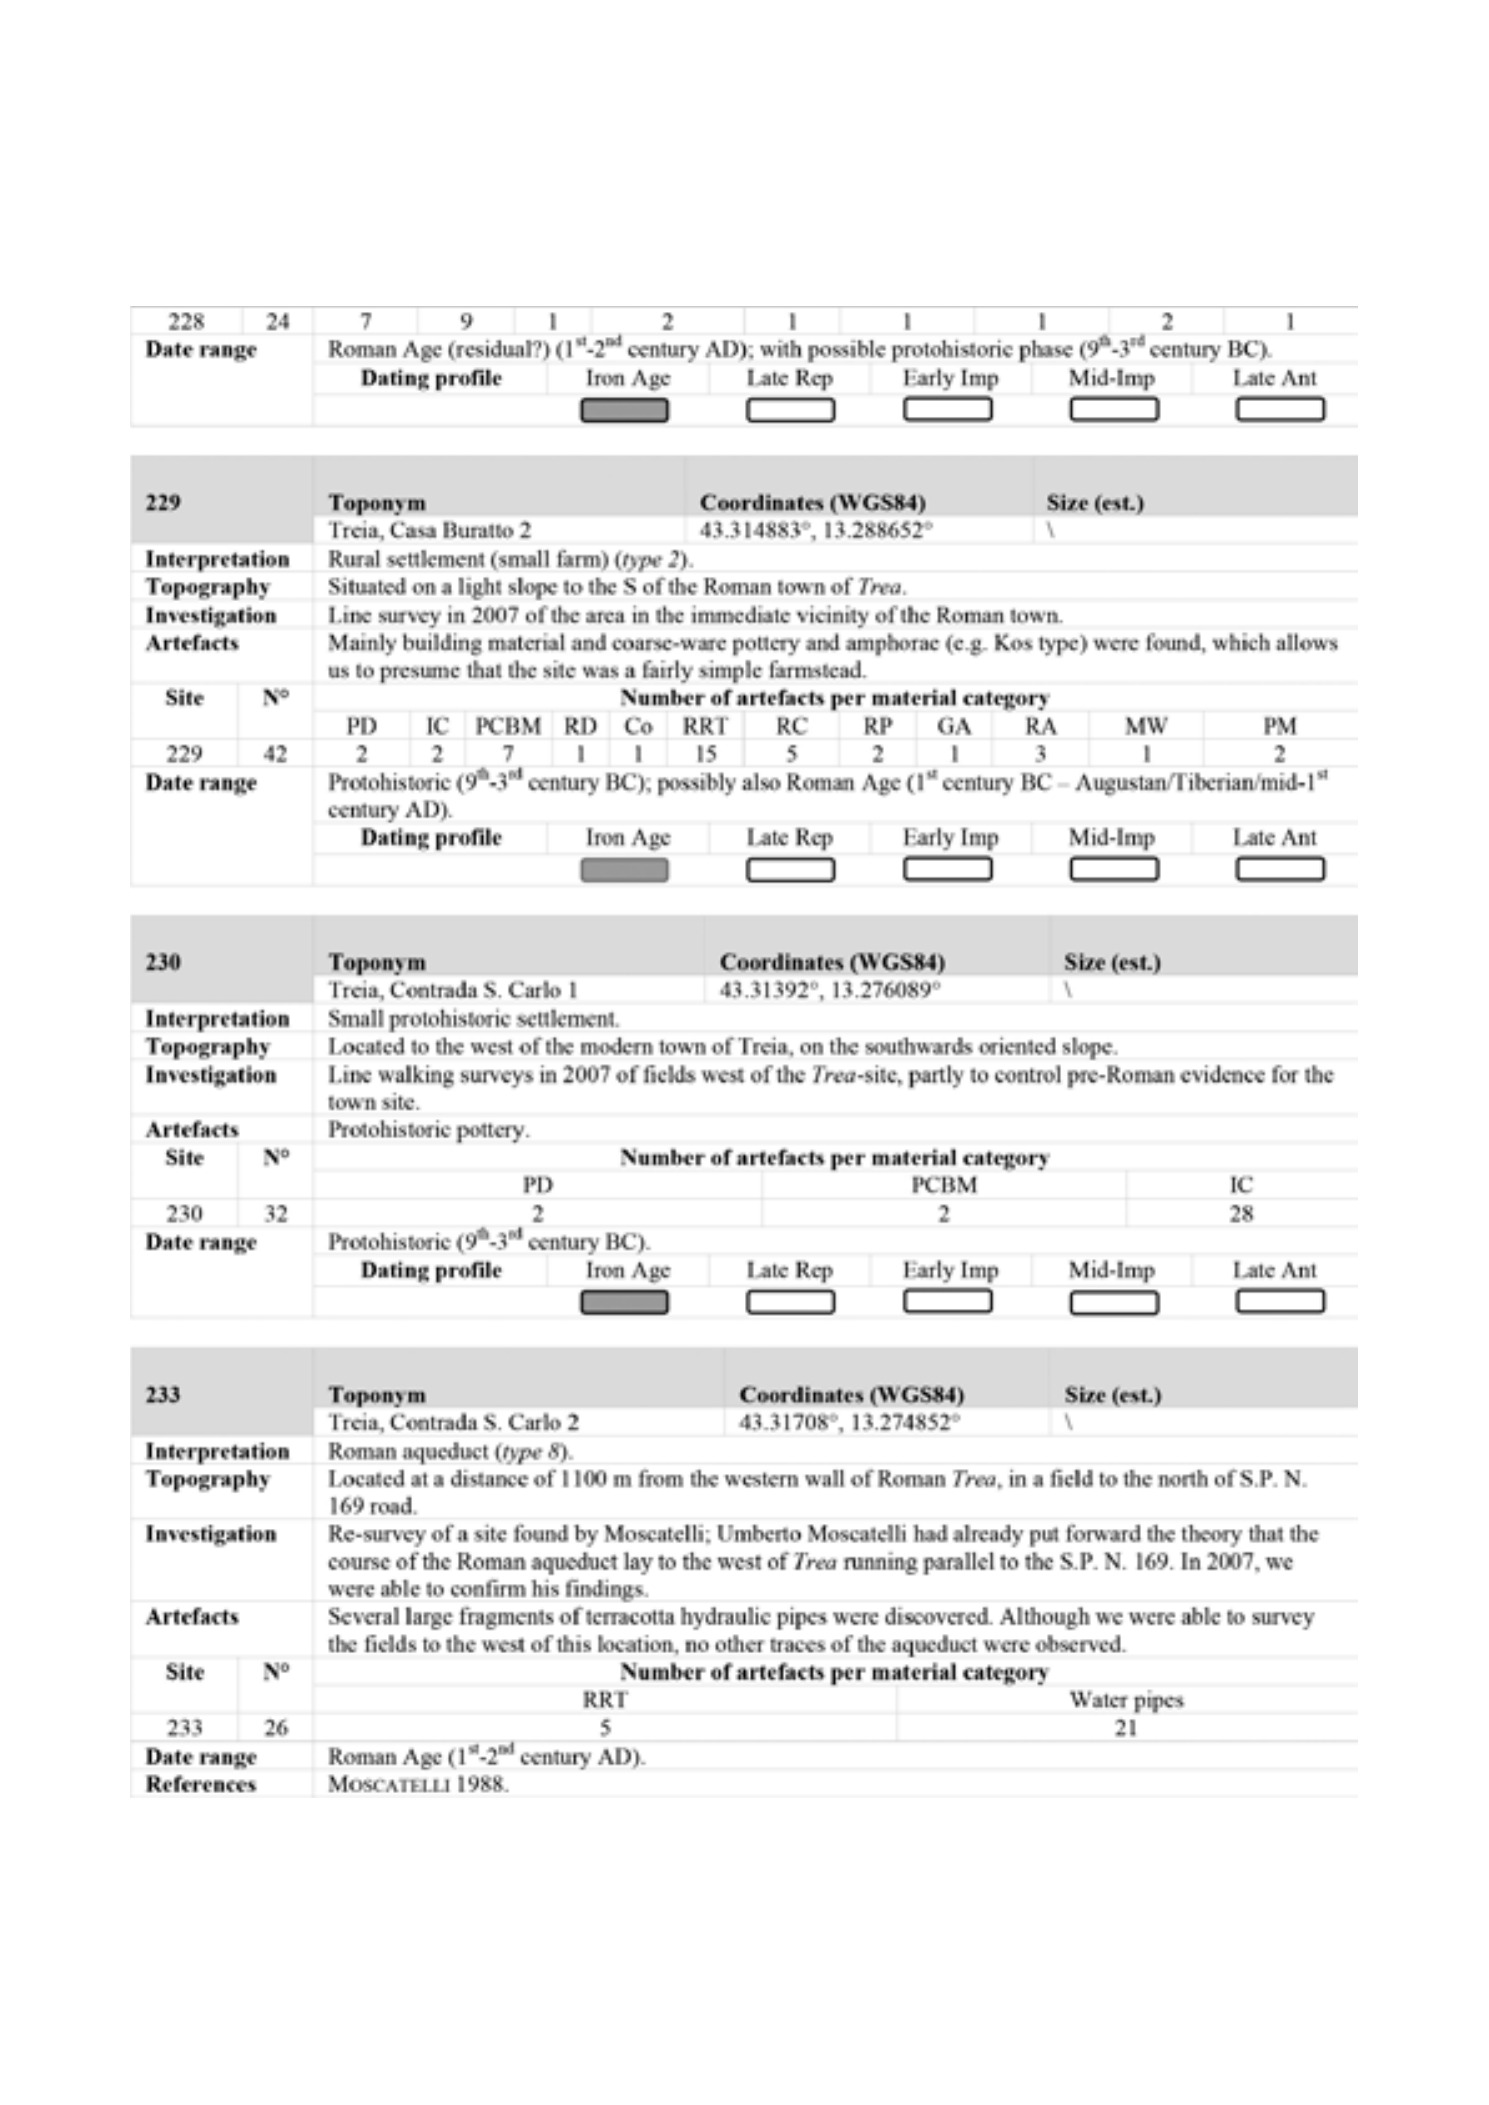 228 24 7 9 1 2 1 1 1 2 1
Date range Roman Age (residual?) (1st-2nd century AD); with possible protohistoric phase (9th-3rd century BC).
Dating profile Iron Age Late Rep Early Imp Mid-Imp Late Ant
229 Toponym Coordinates (WGS84) Size (est.)
Treia, Casa Buratto 2 43.314883°, 13.288652° \
Interpretation Rural settlement (small farm) (type 2).
Topography Situated on a light slope to the S of the Roman town of Trea.
Investigation Line survey in 2007 of the area in the immediate vicinity of the Roman town.
Artefacts Mainly building material and coarse-ware pottery and amphorae (e.g. Kos type) were found, which allows
us to presume that the site was a fairly simple farmstead.
Site N° Number of artefacts per material category
PD IC PCBM RD Co RRT RC RP GA RA MW PM
229 42 2 2 7 1 1 15 5 2 1 3 1 2
Date range Protohistoric (9th-3rd century BC); possibly also Roman Age (1st century BC – Augustan/Tiberian/mid-1st
century AD).
Dating profile Iron Age Late Rep Early Imp Mid-Imp Late Ant
230 Toponym Coordinates (WGS84) Size (est.)
Treia, Contrada S. Carlo 1 43.31392°, 13.276089° \
Interpretation Small protohistoric settlement.
Topography Located to the west of the modern town of Treia, on the southwards oriented slope.
Investigation Line walking surveys in 2007 of fields west of the Trea-site, partly to control pre-Roman evidence for the
town site.
Artefacts Protohistoric pottery.
Site N° Number of artefacts per material category
PD PCBM IC
230 32 2 2 28
Date range Protohistoric (9th-3rd century BC).
Dating profile Iron Age Late Rep Early Imp Mid-Imp Late Ant
233 Toponym Coordinates (WGS84) Size (est.)
Treia, Contrada S. Carlo 2 43.31708°, 13.274852° \
Interpretation Roman aqueduct (type 8).
Topography Located at a distance of 1100 m from the western wall of Roman Trea, in a field to the north of S.P. N.
169 road.
Investigation Re-survey of a site found by Moscatelli; Umberto Moscatelli had already put forward the theory that the
course of the Roman aqueduct lay to the west of Trea running parallel to the S.P. N. 169. In 2007, we
were able to confirm his findings.
Artefacts Several large fragments of terracotta hydraulic pipes were discovered. Although we were able to survey
the fields to the west of this location, no other traces of the aqueduct were observed.
Site N° Number of artefacts per material category
RRT Water pipes
233 26 5 21
Date range Roman Age (1st-2nd century AD).
References MOSCATELLI 1988.